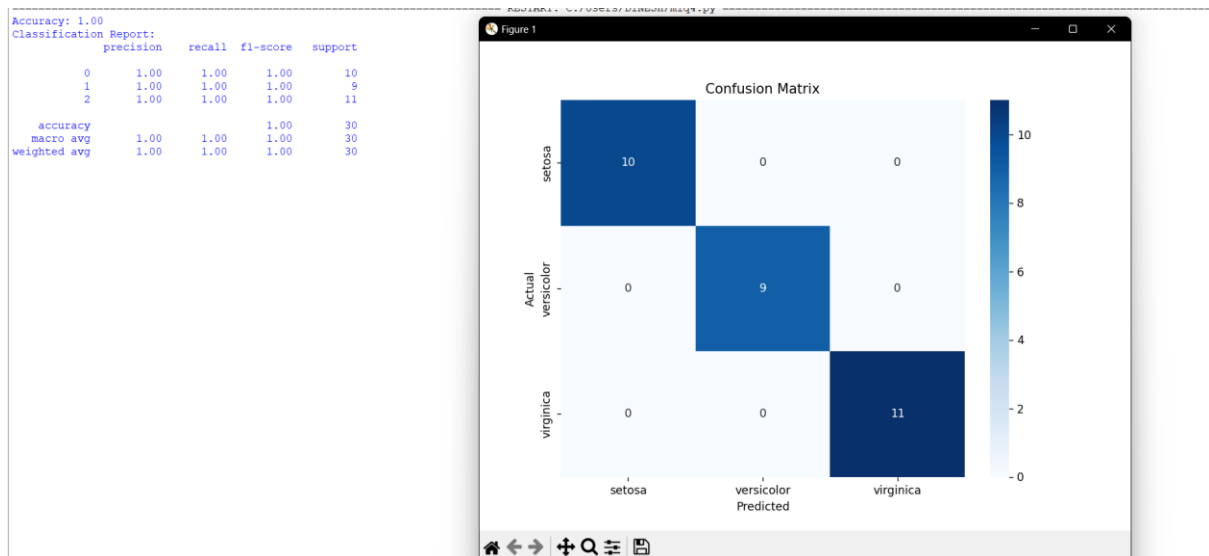 Accuracy: 1.00
Classification Report:
precision recall f1-score support
0 1.00 1.00 1.00 10
1 1.00 1.00 1.00 9
2 1.00 1.00 1.00 11
accuracy 1.00 30
macro avg 1.00 1.00 1.00 30
weighted avg 1.00 1.00 1.00 30
Figure 1
Confusion Matrix
setosa
10 0 0
Actual
versicolor
0 9 0
virginica
0 0 11
setosa versicolor virginica
Predicted
10
8
6
4
2
0